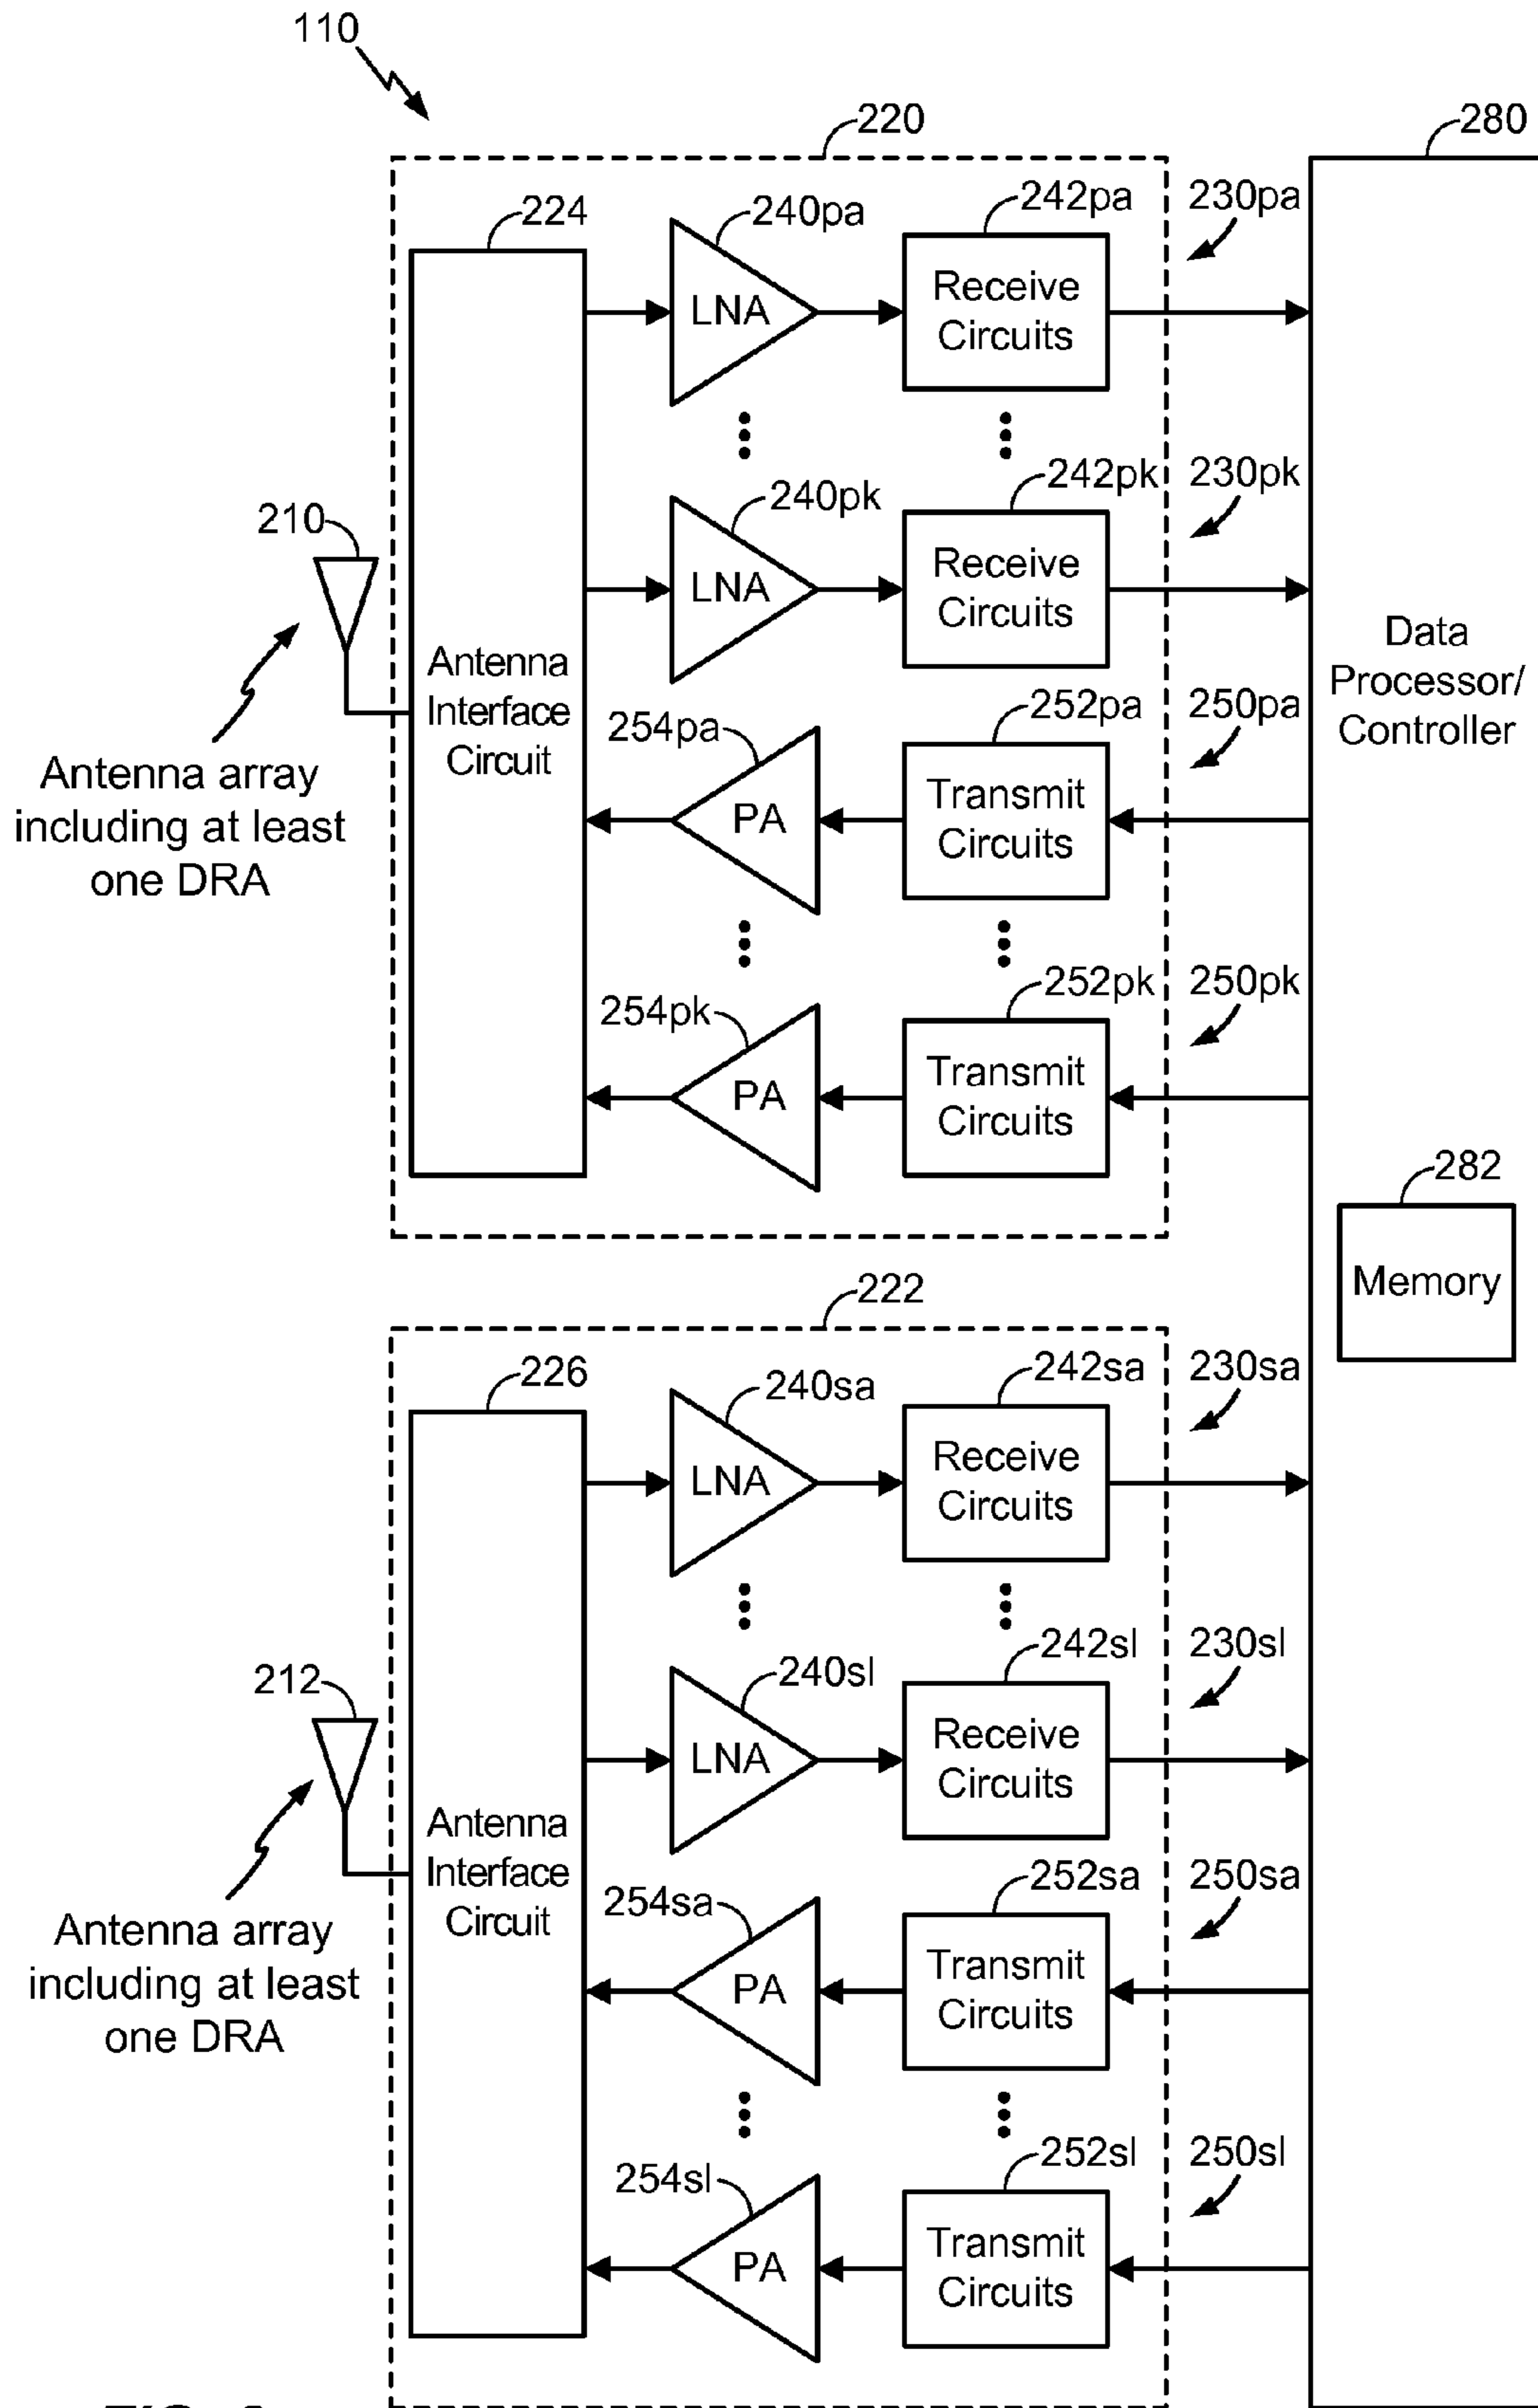 110
220
280
224
240pa
242pa
230pa
LNA
Receive
Circuits
240pk
242pk
230pk
210
LNA
Receive
Circuits
Data
Processor/
Controller
Antenna
Interface
Circuit
254pa
252pa
250pa
Antenna array
including at least
one DRA
PA
Transmit
Circuits
254pk
252pk
250pk
PA
Transmit
Circuits
282
Memory
222
226
240sa
242sa
230sa
LNA
Receive
Circuits
240sl
242sl
230sl
212
LNA
Receive
Circuits
Antenna
Interface
Circuit
254sa
252sa
250sa
Antenna array
including at least
one DRA
PA
Transmit
Circuits
254sl
252sl
250sl
PA
Transmit
Circuits